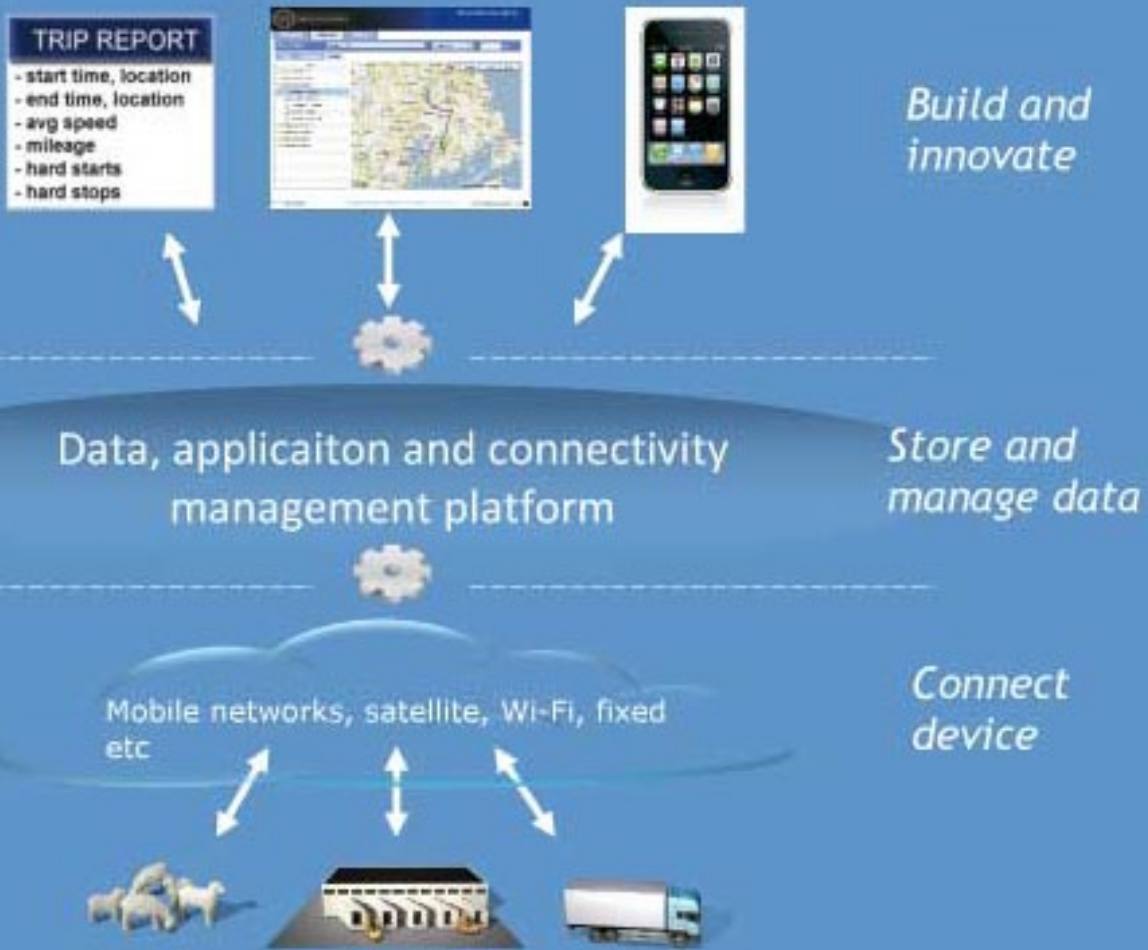 TRIP REPORT
- start time, location
- end time, location
- avg speed
- mileage
- hard starts
- hard stops
Build and
innovate
Data, applicaiton and connectivity
management platform
Store and
manage data
Mobile networks, satellite, Wi-Fi, fixed
etc
Connect
device